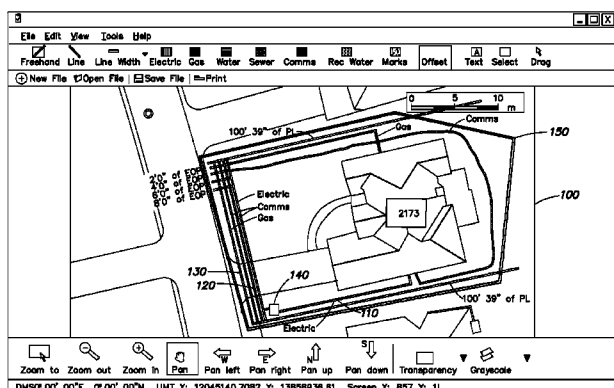 File Edit View Tools Help
Freehand Line Line Width Electric Gas Water Sewer Comms Rec Water Marks Offset Text Select Drag
New File Open File Save File Print
0 5 10
m
100' 39" of PL
Comms
Gas
150
2'0" of EOP
4'0" of EOP
6'0" of EOP
8'0" of EOP
Electric
Comms
Gas
100
2173
130
120
140
110
100' 39" of PL
Electric
Zoom to Zoom out Zoom in Pan Pan left Pan right Pan up Pan down Transparency Grayscale
W E N S